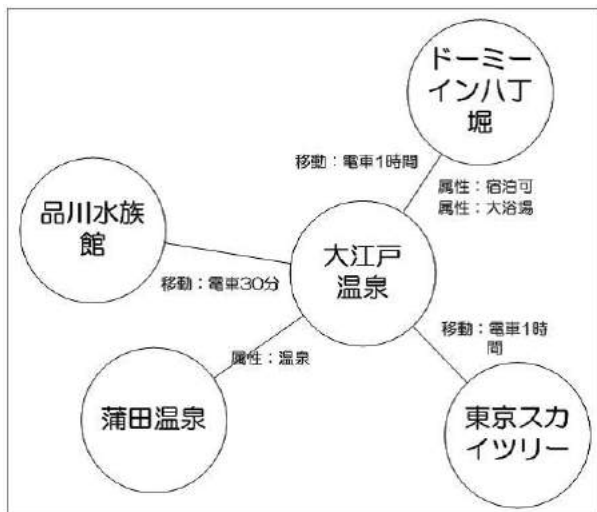 ドーミー
イン八丁
堀
移動：電車1時間
属性：宿泊可
属性：大浴場
品川水族
館
大江戸
温泉
移動：電車30分
移動：電車1時
間
属性：温泉
蒲田温泉
東京スカ
イツリー